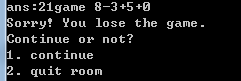 ans:21game 8-3+5+0
Sorry! You lose the game.
Continue or not?
1. continue
2. quit room